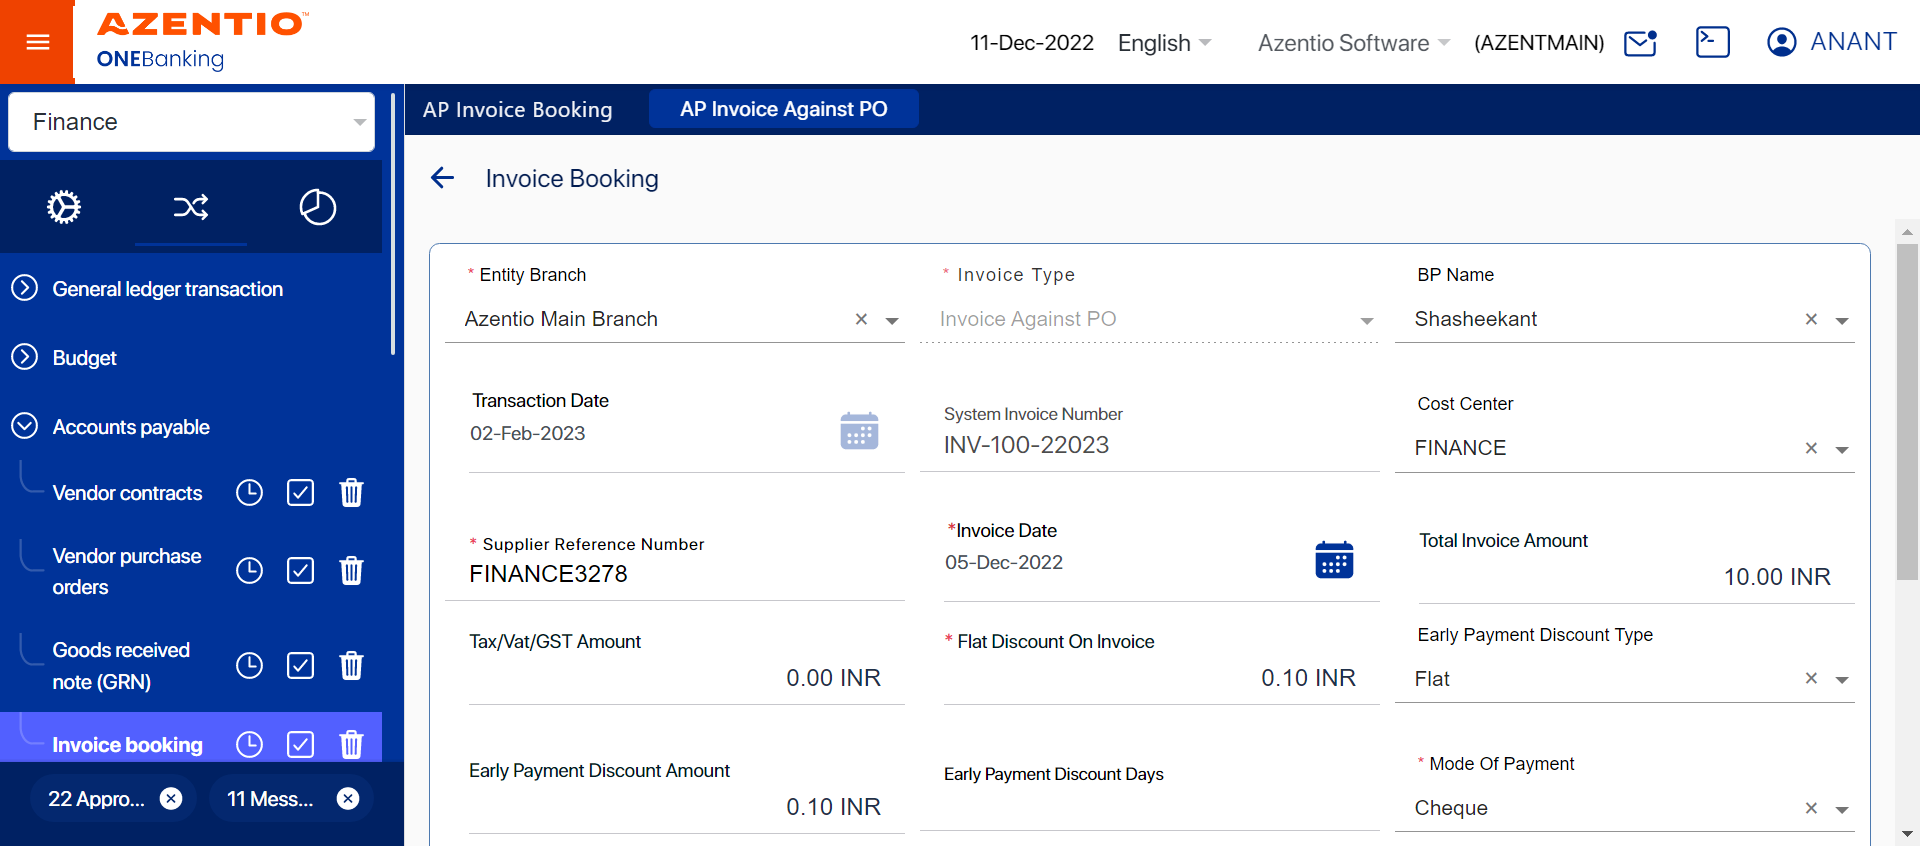 AZENTIO™
ONEBanking
11-Dec-2022 English Azentio Software (AZENTMAIN) ANANT
Finance
AP Invoice Booking AP Invoice Against PO
Invoice Booking
General ledger transaction
Budget
Accounts payable
Vendor contracts
Vendor purchase
orders
Goods received
note (GRN)
Invoice booking
22 Appro...
11 Mess...
* Entity Branch
Azentio Main Branch
* Invoice Type
Invoice Against PO
BP Name
Shasheekant
Transaction Date
02-Feb-2023
System Invoice Number
INV-100-22023
Cost Center
FINANCE
* Supplier Reference Number
FINANCE3278
*Invoice Date
05-Dec-2022
Total Invoice Amount
10.00 INR
Tax/Vat/GST Amount
0.00 INR
* Flat Discount On Invoice
0.10 INR
Early Payment Discount Type
Flat
Early Payment Discount Amount
0.10 INR
Early Payment Discount Days
* Mode Of Payment
Cheque